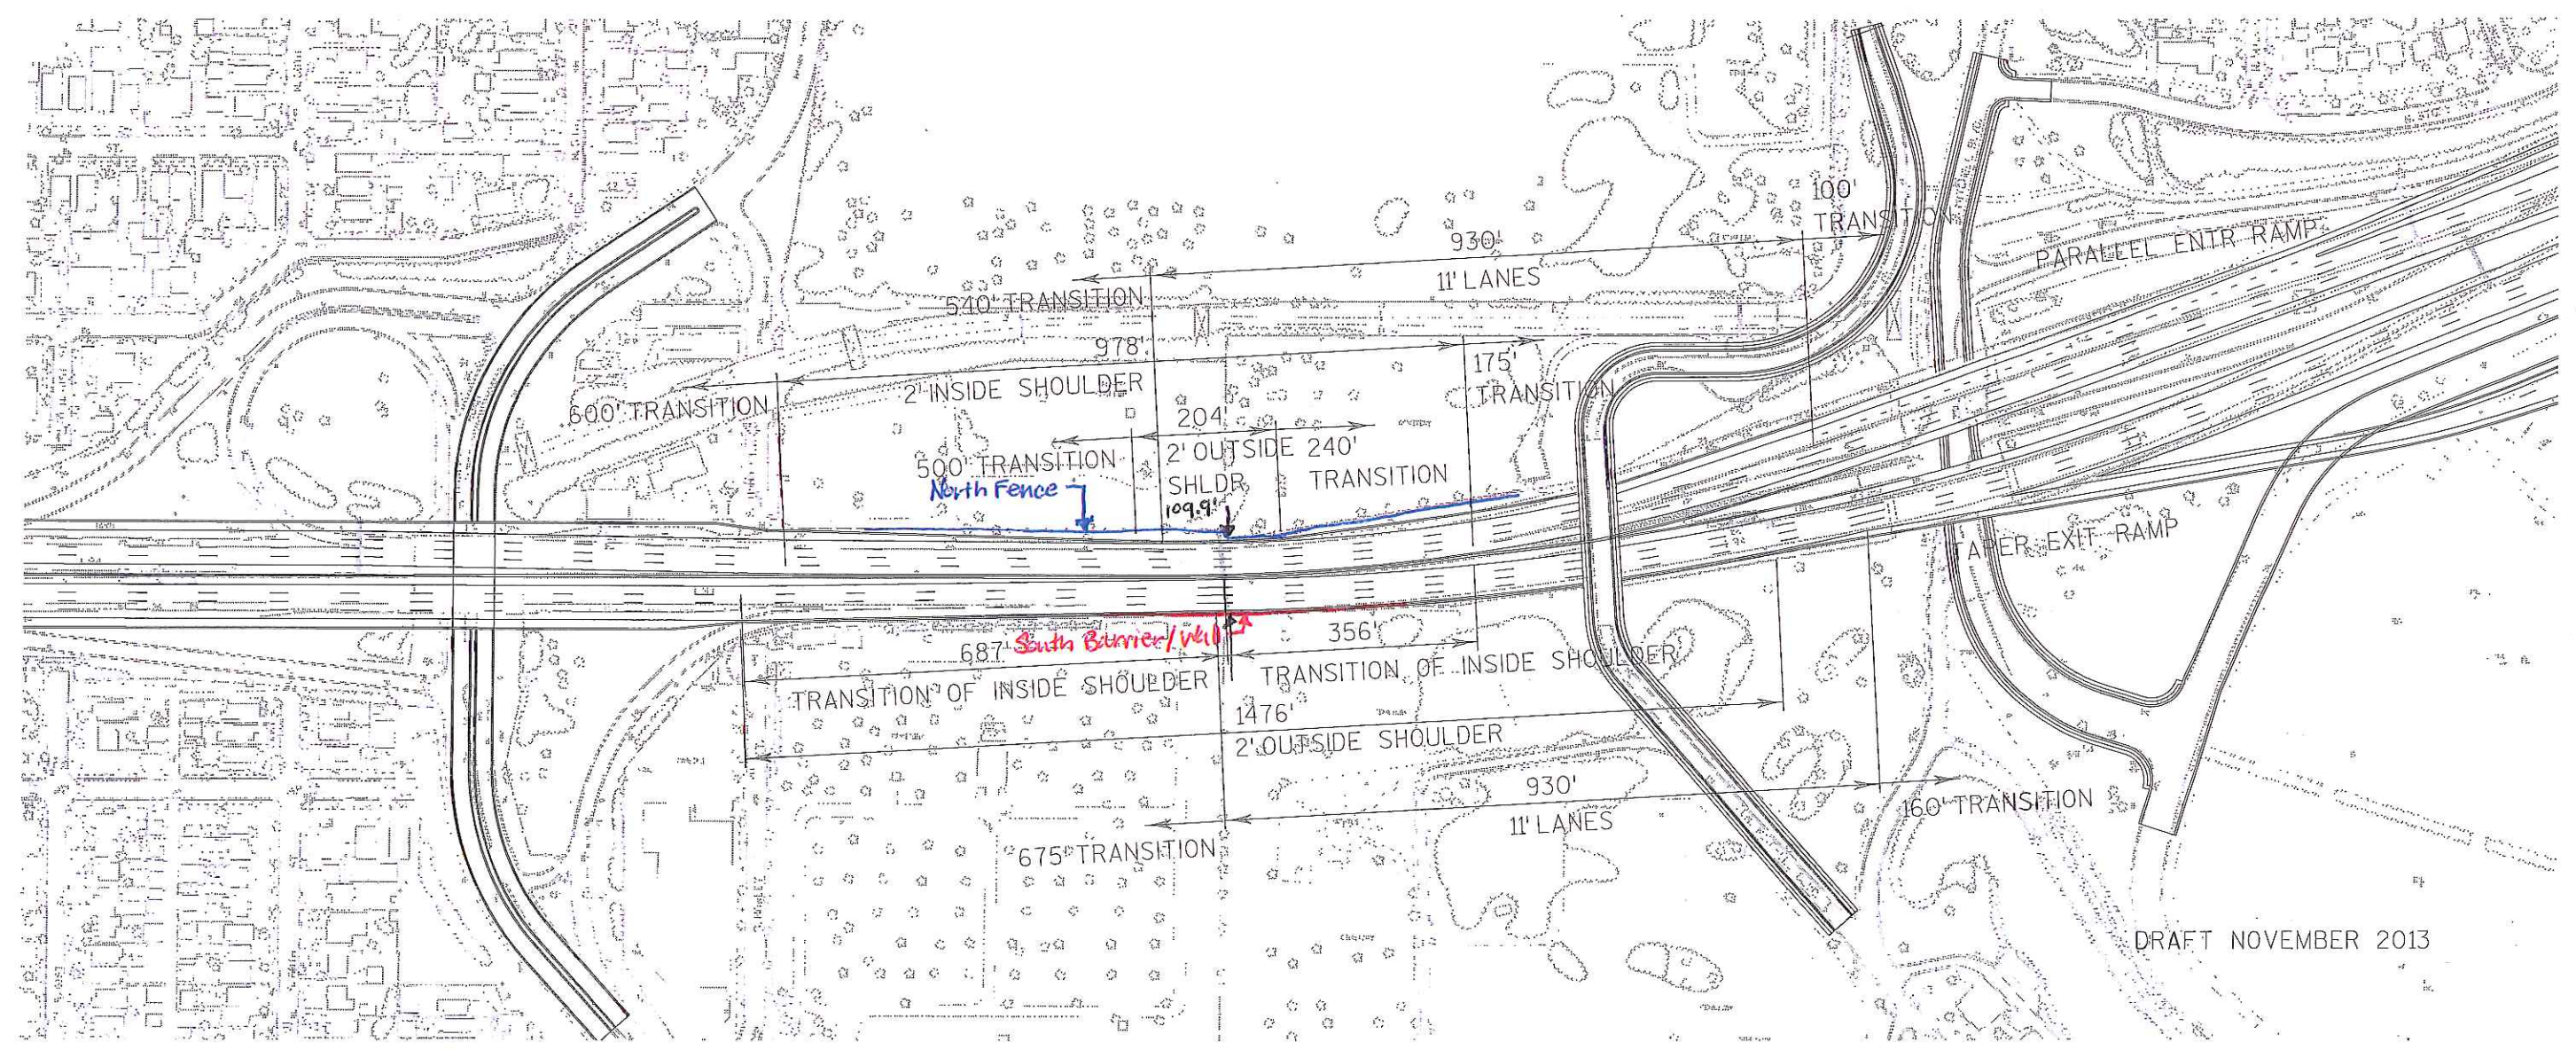 ST.
100'
TRANSITION
930'
PARALLEL ENTR RAMP
11' LANES
540' TRANSITION
978'
175'
2' INSIDE SHOULDER
TRANSITION
600' TRANSITION
204'
2' OUTSIDE 240'
500' TRANSITION
SHLDR TRANSITION
North Fence
109.9'
TAPER EXIT RAMP
South Barrier/Wall
687'
356'
TRANSITION OF INSIDE SHOULDER
TRANSITION OF INSIDE SHOULDER
1476'
2' OUTSIDE SHOULDER
930'
160' TRANSITION
11' LANES
675' TRANSITION
DRAFT NOVEMBER 2013